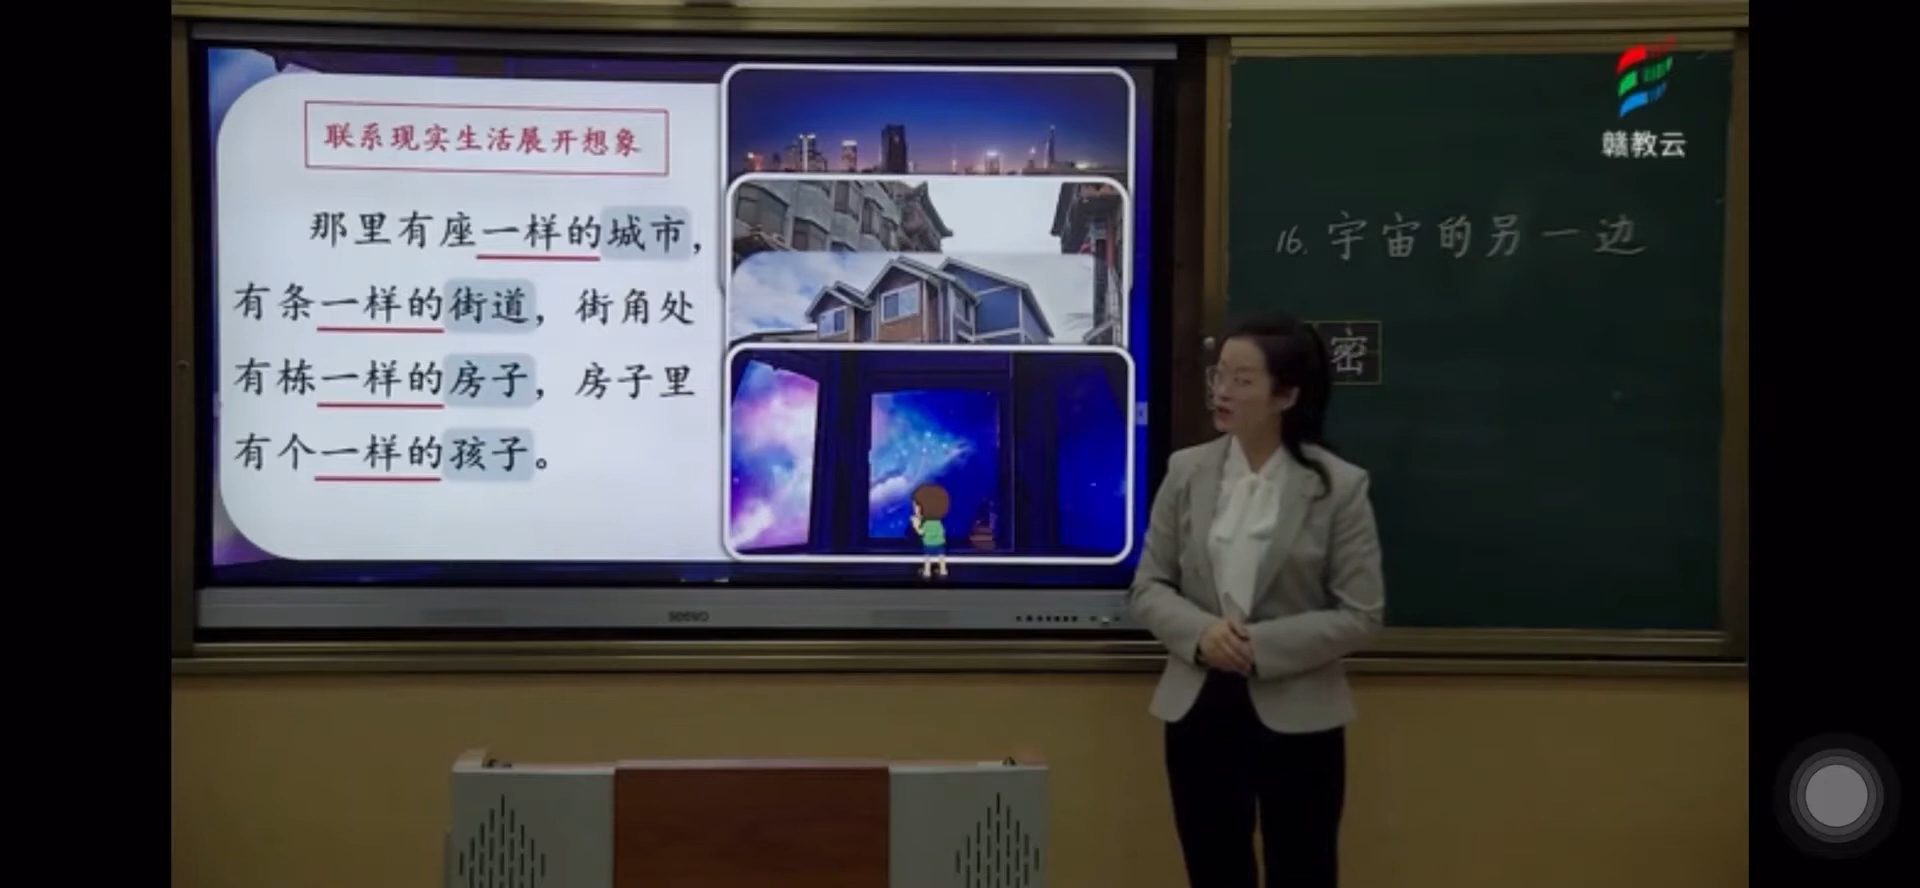 联系现实生活展开想象
那里有座一样的城市，
有条一样的街道，街角处
有栋一样的房子，房子里
有个一样的孩子。
赣教云
16.宇宙的另一边
密
seewo